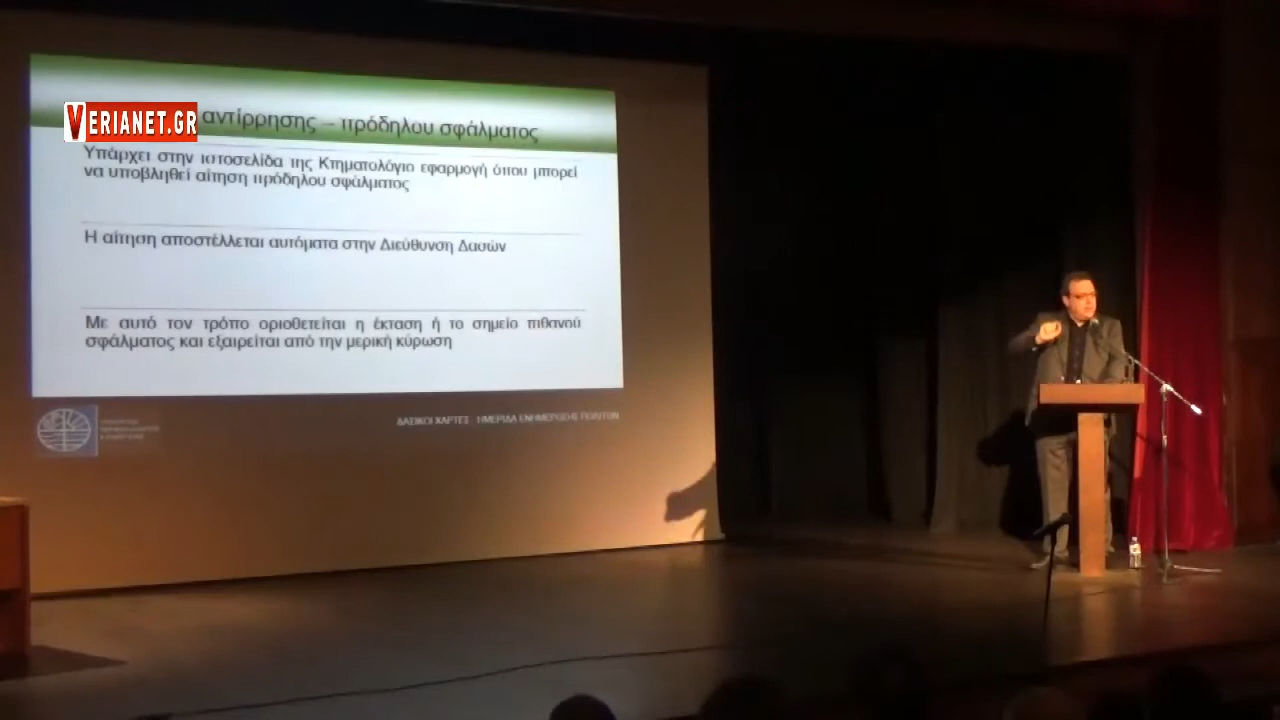 VERIANET.GR
αντίρρησης – πρόδηλου σφάλματος
Υπάρχει στην ιστοσελίδα της Κτηματολόγιο εφαρμογή όπου μπορεί
να υποβληθεί αίτηση πρόδηλου σφάλματος
Η αίτηση αποστέλλεται αυτόματα στην Διεύθυνση Δασών
Με αυτό τον τρόπο οριοθετείται η έκταση ή το σημείο πιθανού
σφάλματος και εξαιρείται από την μερική κύρωση
ΔΑΣΙΚΟΙ ΧΑΡΤΕΣ - ΗΜΕΡΙΔΑ ΕΝΗΜΕΡΩΣΗΣ ΠΟΛΙΤΩΝ